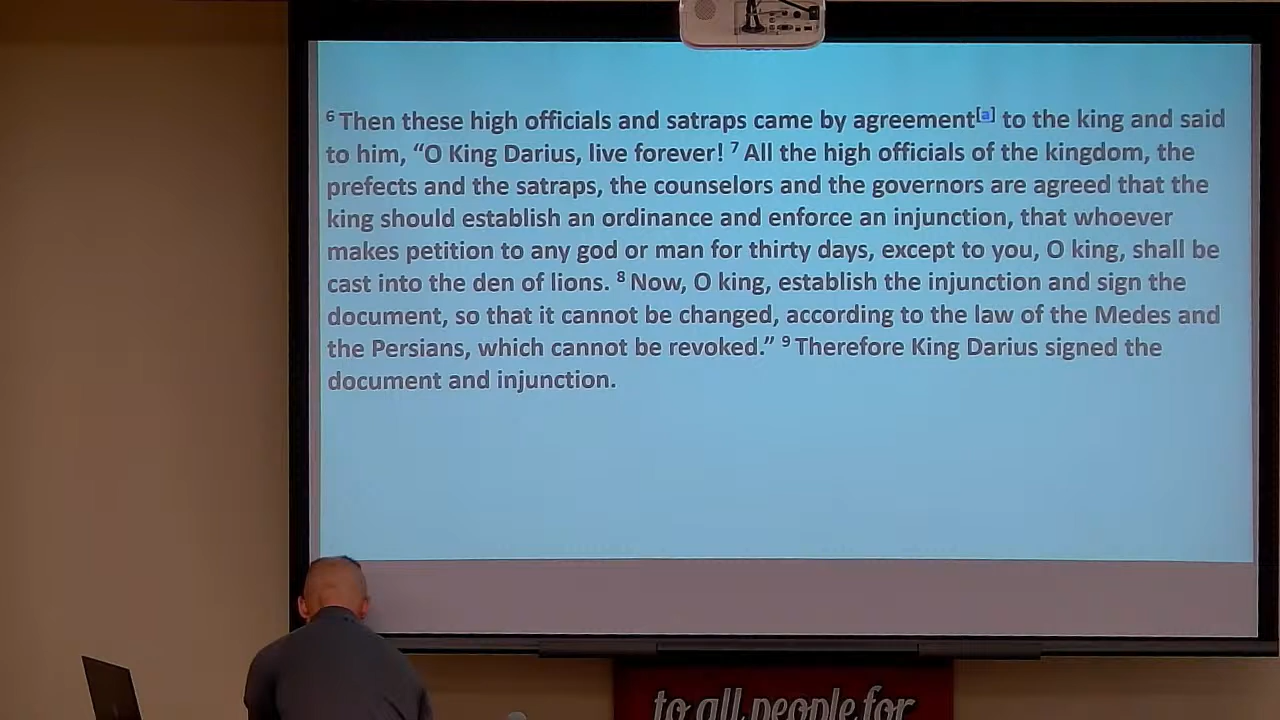 6 Then these high officials and satraps came by agreement[a] to the king and said
to him, “O King Darius, live forever! 7 All the high officials of the kingdom, the
prefects and the satraps, the counselors and the governors are agreed that the
king should establish an ordinance and enforce an injunction, that whoever
makes petition to any god or man for thirty days, except to you, O king, shall be
cast into the den of lions. 8 Now, O king, establish the injunction and sign the
document, so that it cannot be changed, according to the law of the Medes and
the Persians, which cannot be revoked.” 9 Therefore King Darius signed the
document and injunction.
to all people for